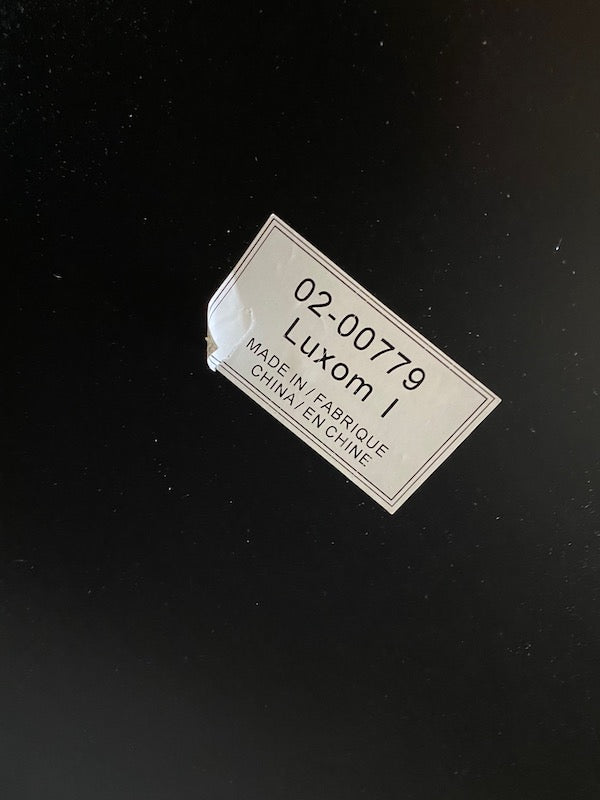 02-00779
Luxom I
MADE IN / FABRIQUE
CHINA / EN CHINE